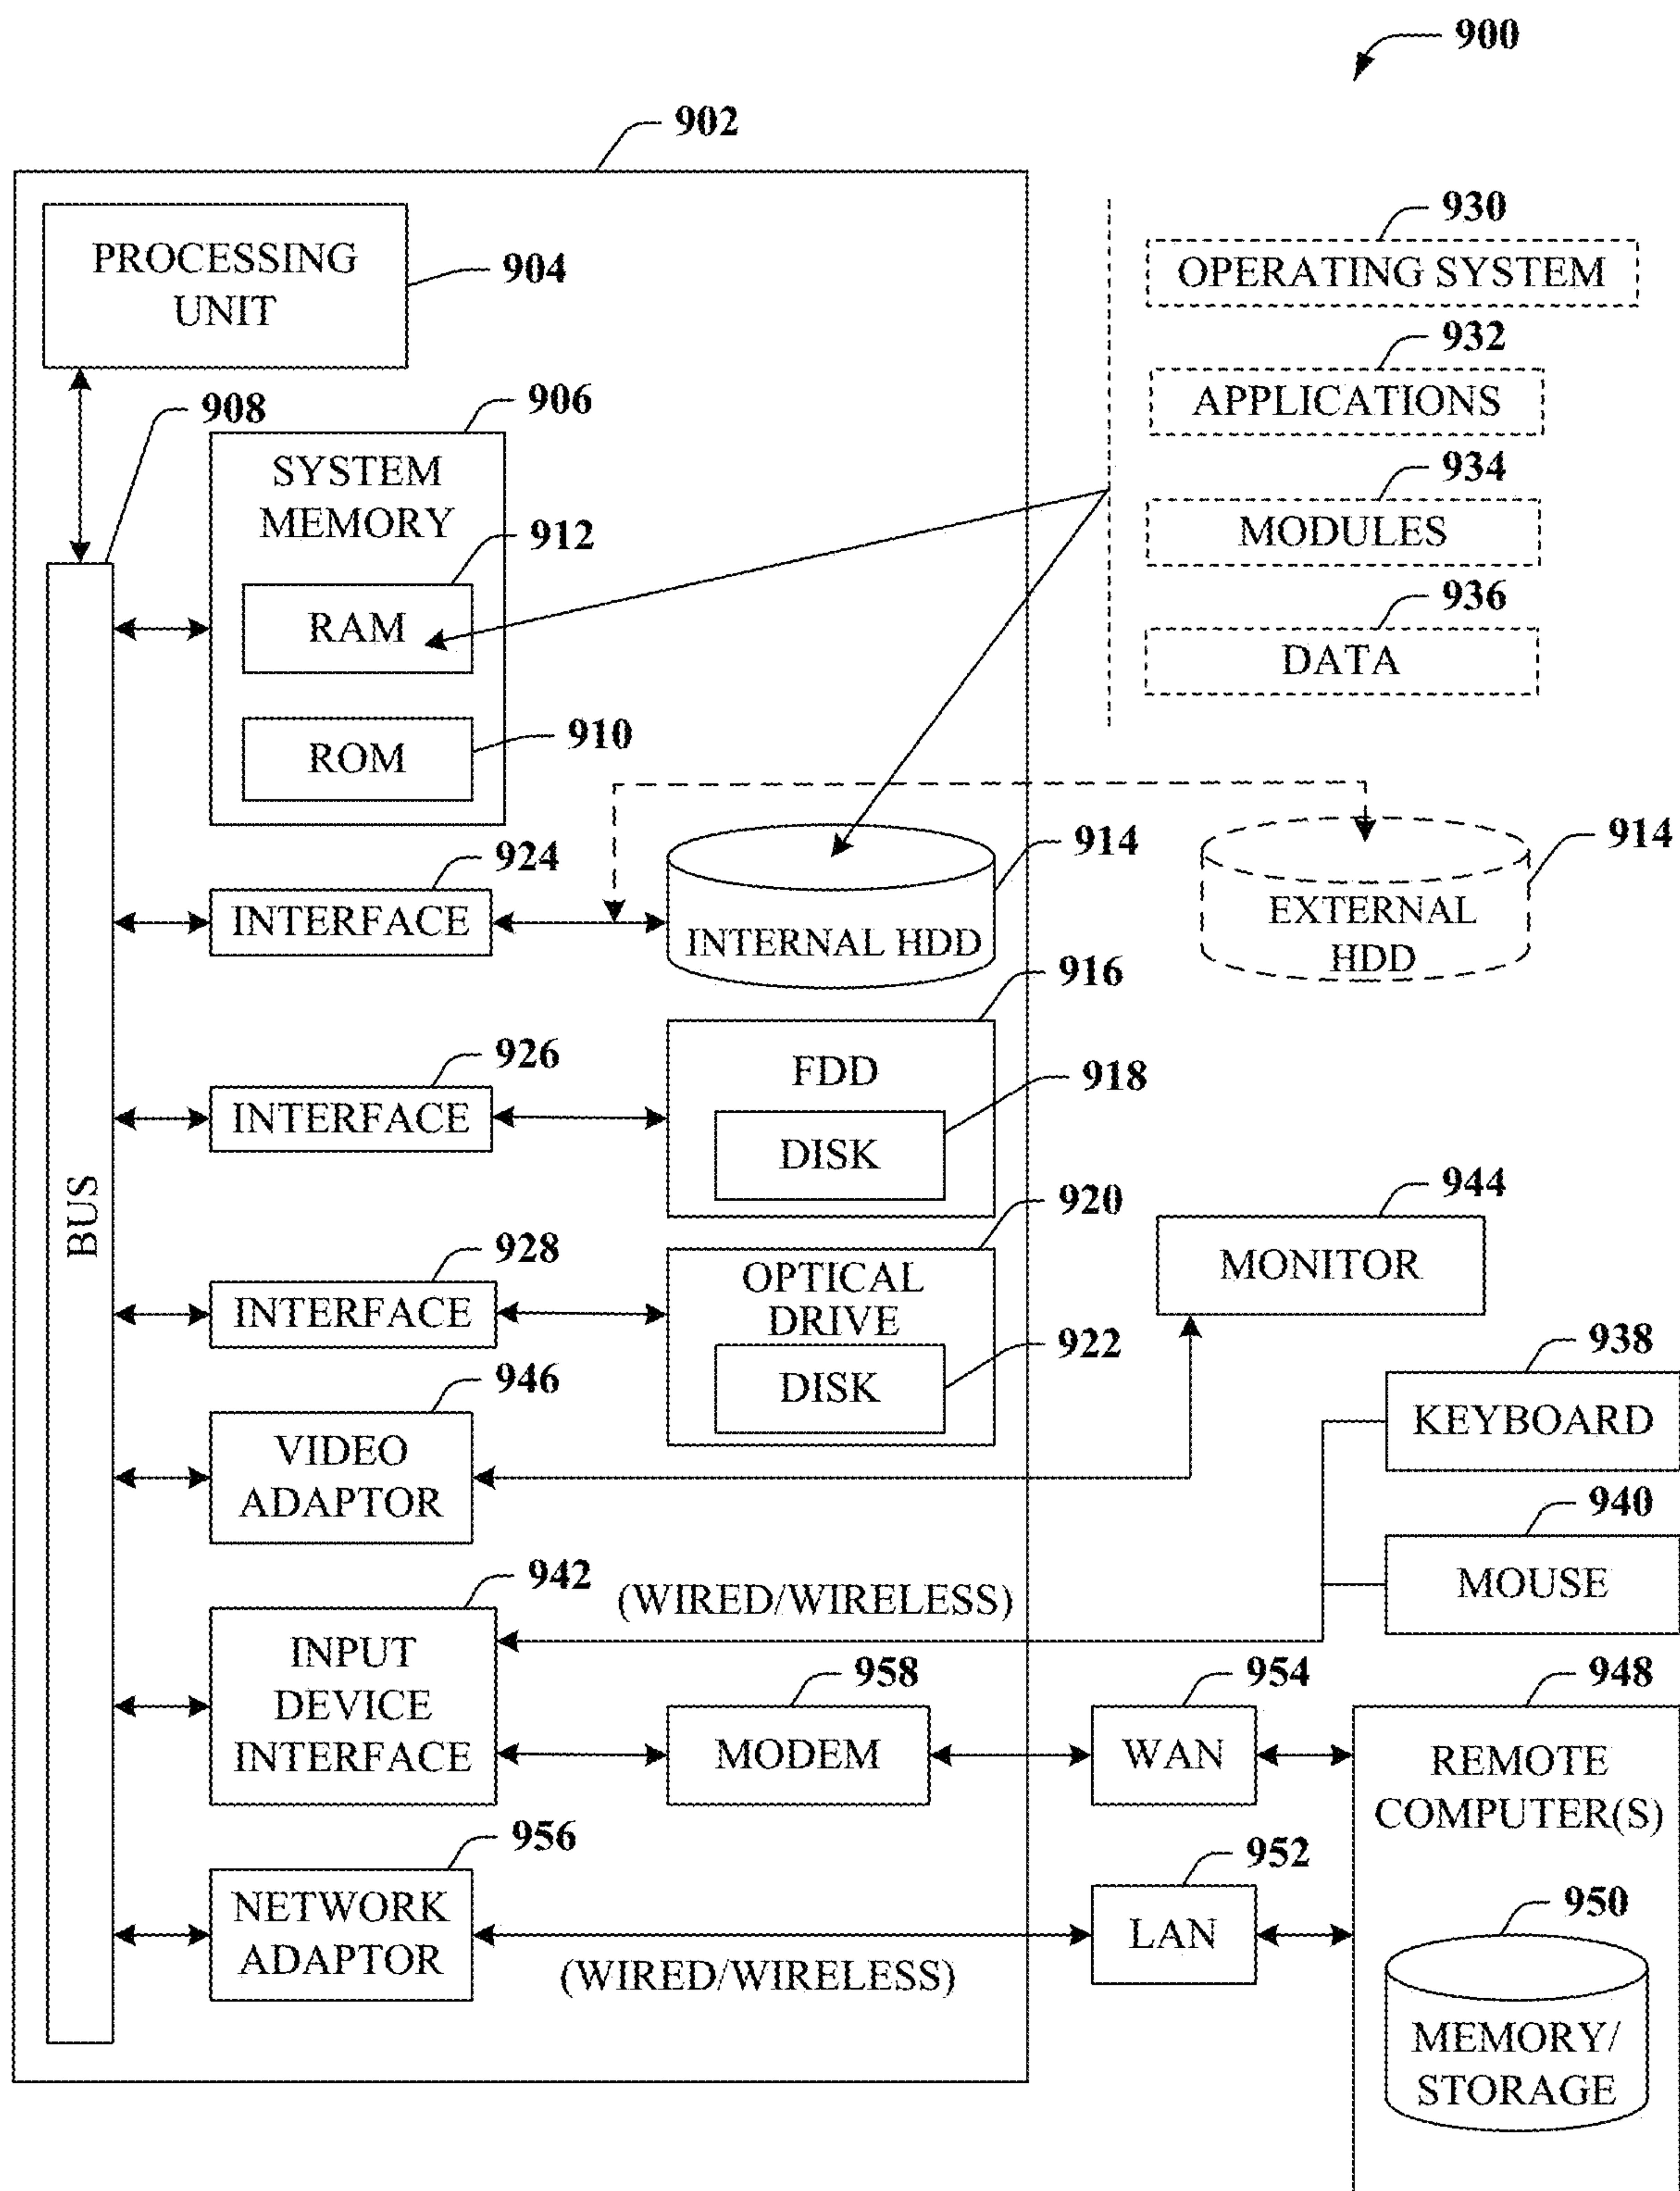 900
902
PROCESSING
UNIT
904
930
OPERATING SYSTEM
932
APPLICATIONS
934
MODULES
936
DATA
908
906
SYSTEM
MEMORY
912
RAM
910
ROM
BUS
924
INTERFACE
914
INTERNAL HDD
914
EXTERNAL
HDD
926
INTERFACE
916
FDD
918
DISK
928
INTERFACE
920
OPTICAL
DRIVE
922
DISK
944
MONITOR
946
VIDEO
ADAPTOR
938
KEYBOARD
940
MOUSE
942
INPUT
DEVICE
INTERFACE
(WIRED/WIRELESS)
958
MODEM
954
WAN
948
REMOTE
COMPUTER(S)
956
NETWORK
ADAPTOR
(WIRED/WIRELESS)
952
LAN
950
MEMORY/
STORAGE